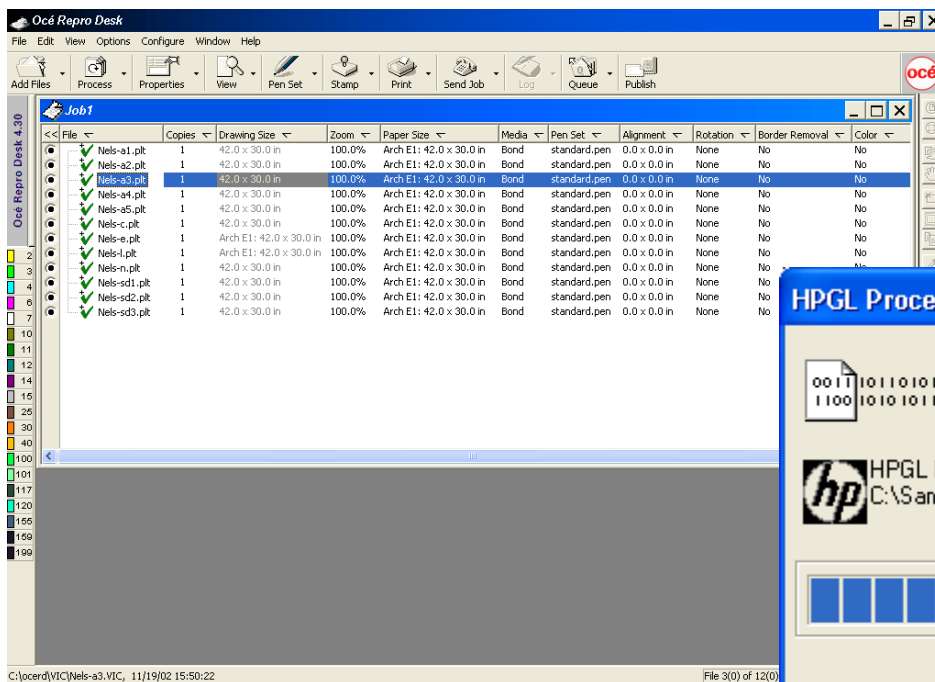 Océ Repro Desk
File Edit View Options Configure Window Help
Add Files Process Properties View Pen Set Stamp Print Send Job Log Queue Publish
océ
Océ Repro Desk 4.30
Job1
<< File Copies Drawing Size Zoom Paper Size Media Pen Set Alignment Rotation Border Removal Color
Nels-a1.plt 1 42.0 x 30.0 in 100.0% Arch E1: 42.0 x 30.0 in Bond standard.pen 0.0 x 0.0 in None No No
Nels-a2.plt 1 42.0 x 30.0 in 100.0% Arch E1: 42.0 x 30.0 in Bond standard.pen 0.0 x 0.0 in None No No
Nels-a3.plt 1 42.0 x 30.0 in 100.0% Arch E1: 42.0 x 30.0 in Bond standard.pen 0.0 x 0.0 in None No No
Nels-a4.plt 1 42.0 x 30.0 in 100.0% Arch E1: 42.0 x 30.0 in Bond standard.pen 0.0 x 0.0 in None No No
Nels-a5.plt 1 42.0 x 30.0 in 100.0% Arch E1: 42.0 x 30.0 in Bond standard.pen 0.0 x 0.0 in None No No
Nels-c.plt 1 42.0 x 30.0 in 100.0% Arch E1: 42.0 x 30.0 in Bond standard.pen 0.0 x 0.0 in None No No
Nels-e.plt 1 Arch E1: 42.0 x 30.0 in 100.0% Arch E1: 42.0 x 30.0 in Bond standard.pen 0.0 x 0.0 in None No No
Nels-l.plt 1 Arch E1: 42.0 x 30.0 in 100.0% Arch E1: 42.0 x 30.0 in Bond standard.pen 0.0 x 0.0 in None No No
Nels-n.plt 1 42.0 x 30.0 in 100.0% Arch E1: 42.0 x 30.0 in Bond standard.pen 0.0 x 0.0 in None No
Nels-sd1.plt 1 42.0 x 30.0 in 100.0% Arch E1: 42.0 x 30.0 in Bond standard.pen 0.0 x 0.0 in None No
Nels-sd2.plt 1 42.0 x 30.0 in 100.0% Arch E1: 42.0 x 30.0 in Bond standard.pen 0.0 x 0.0 in None No
Nels-sd3.plt 1 42.0 x 30.0 in 100.0% Arch E1: 42.0 x 30.0 in Bond standard.pen 0.0 x 0.0 in None No
2
3
4
6
7
10
11
12
14
15
25
30
40
100
101
117
120
155
159
199
HPGL Proce
0011 1011010
1100 1010 1011
hp
HPGL
C:\San
C:\ocerd\VIC\Nels-a3.VIC, 11/19/02 15:50:22
File 3(0) of 12(0)